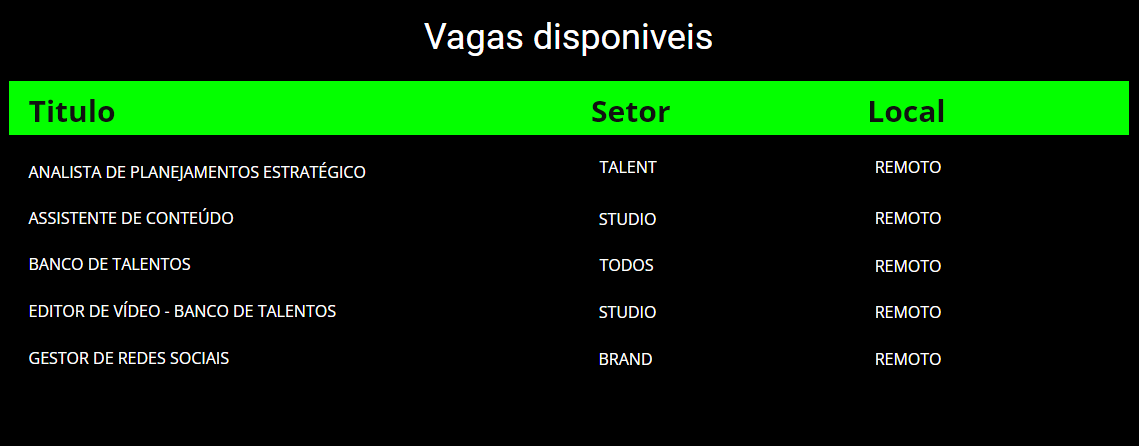 Vagas disponiveis
Titulo Setor Local
ANALISTA DE PLANEJAMENTOS ESTRATÉGICO TALENT REMOTO
ASSISTENTE DE CONTEÚDO STUDIO REMOTO
BANCO DE TALENTOS TODOS REMOTO
EDITOR DE VÍDEO - BANCO DE TALENTOS STUDIO REMOTO
GESTOR DE REDES SOCIAIS BRAND REMOTO